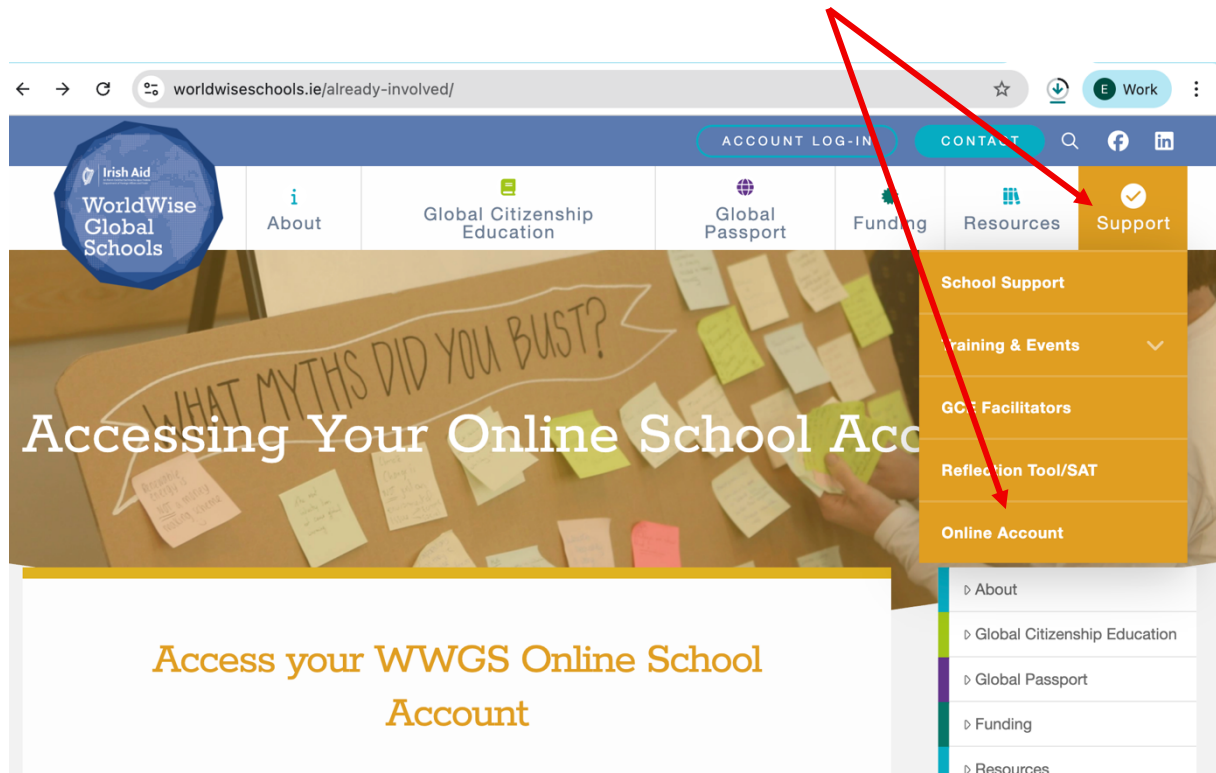 worldwiseschools.ie/already-involved/
E Work
ACCOUNT LOG-IN
CONTACT
Irish Aid
WorldWise
Global
Schools
i
About
Global Citizenship
Education
Global
Passport
Funding
Resources
Support
School Support
Training & Events
GCE Facilitators
Reflection Tool/SAT
Online Account
WHAT MYTHS DID YOU BUST?
Accessing Your Online School Acc
Access your WWGS Online School
Account
About
Global Citizenship Education
Global Passport
Funding
Resources